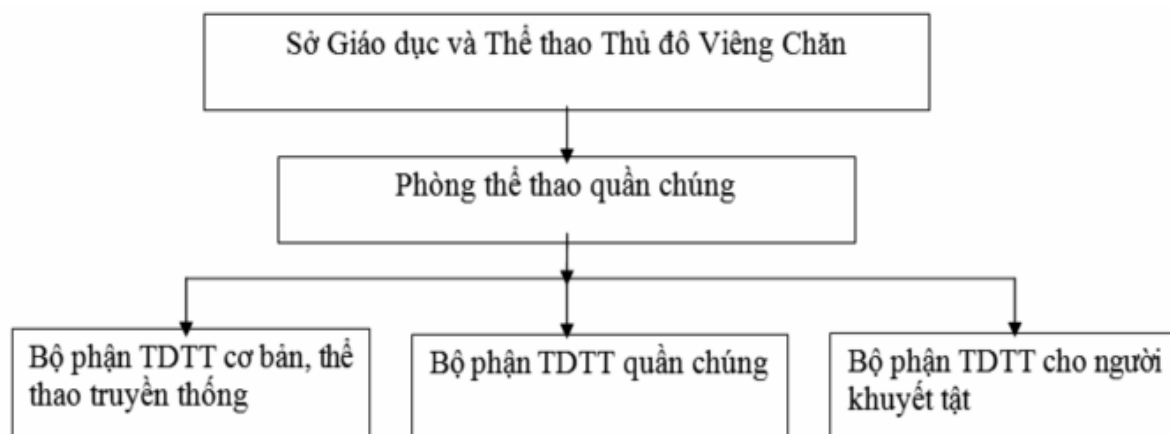 Sở Giáo dục và Thể thao Thủ đô Viêng Chăn
Phòng thể thao quần chúng
Bộ phận TDTT cơ bản, thể
thao truyền thống
Bộ phận TDTT quần chúng
Bộ phận TDTT cho người
khuyết tật